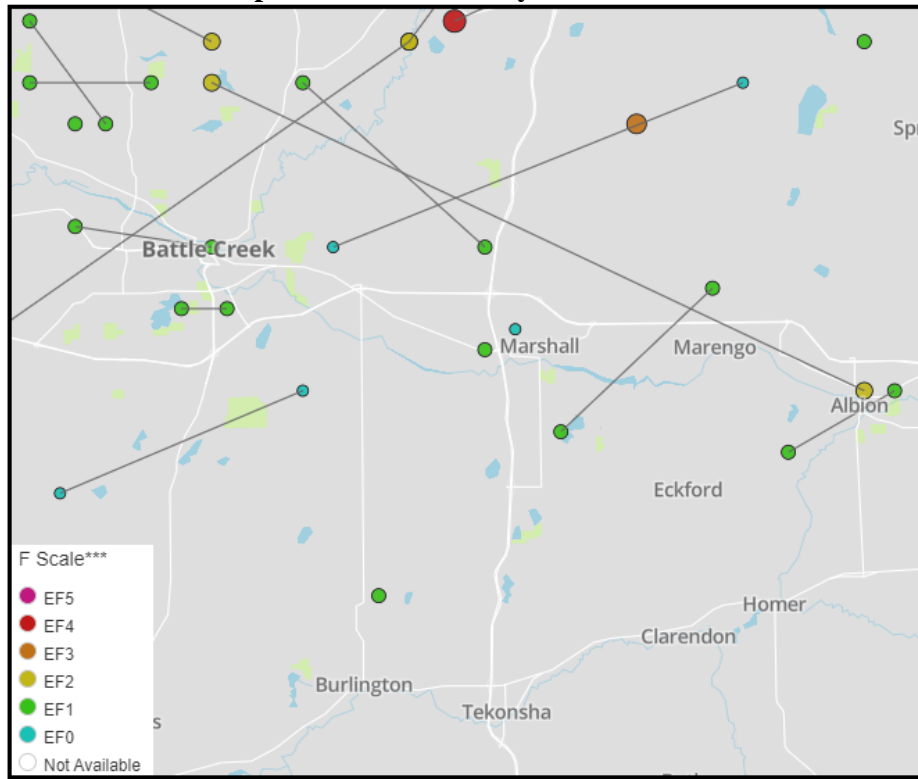 Spr
Battle Creek
Marshall
Marengo
Albion
Eckford
F Scale***
EF5
EF4
EF3
EF2
EF1
EF0
Not Available
Homer
Clarendon
Burlington
Tekonsha
s